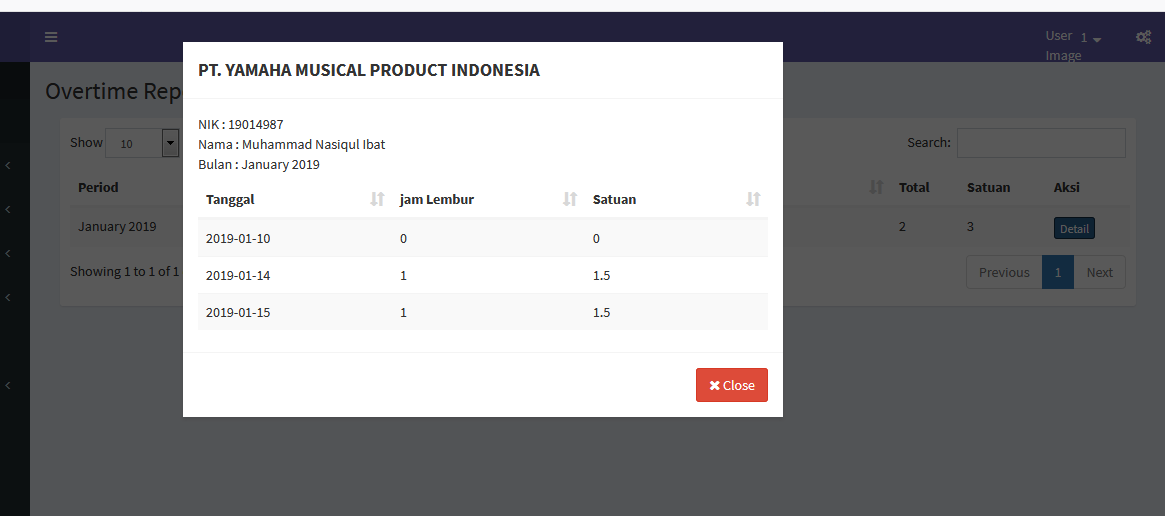 User 1
Image
PT. YAMAHA MUSICAL PRODUCT INDONESIA
Overtime Rep
NIK : 19014987
Nama : Muhammad Nasiqul Ibat
Bulan : January 2019
Show 10
Search:
Tanggal jam Lembur Satuan
2019-01-10 0 0
2019-01-14 1 1.5
2019-01-15 1 1.5
Close
Period Total Satuan Aksi
January 2019 2 3 Detail
Showing 1 to 1 of 1
Previous 1 Next